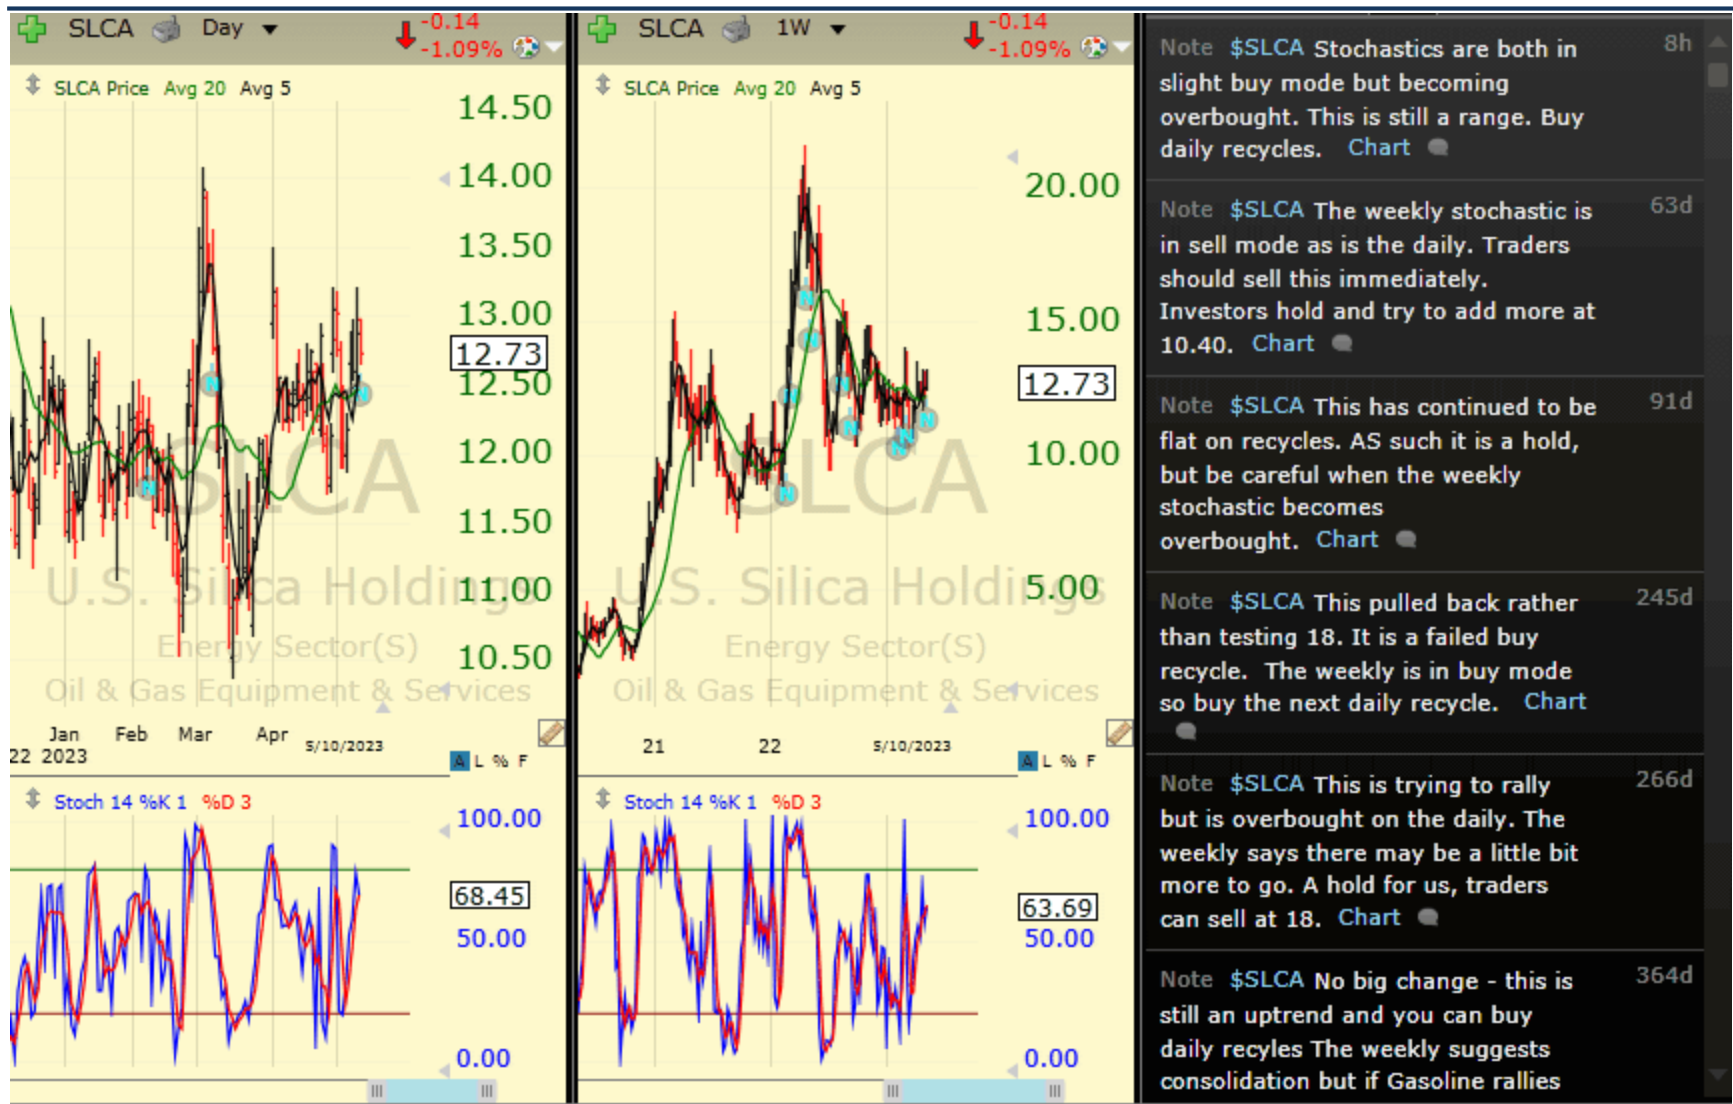 SLCA Day
-0.14
-1.09%
SLCA Price Avg 20 Avg 5
14.50
14.00
13.50
13.00
12.73
12.50
12.00
11.50
11.00
10.50
SLCA
U.S. Silica Holdings
Energy Sector(S)
Oil & Gas Equipment & Services
Jan Feb Mar Apr 5/10/2023
22 2023
A L % F
Stoch 14 %K 1 %D 3
100.00
68.45
50.00
0.00
SLCA 1W
-0.14
-1.09%
SLCA Price Avg 20 Avg 5
20.00
15.00
12.73
10.00
5.00
SLCA
U.S. Silica Holdings
Energy Sector(S)
Oil & Gas Equipment & Services
21 22 5/10/2023
A L % F
Stoch 14 %K 1 %D 3
100.00
63.69
50.00
0.00
Note $SLCA Stochastics are both in 8h
slight buy mode but becoming
overbought. This is still a range. Buy
daily recycles. Chart
Note $SLCA The weekly stochastic is 63d
in sell mode as is the daily. Traders
should sell this immediately.
Investors hold and try to add more at
10.40. Chart
Note $SLCA This has continued to be 91d
flat on recycles. AS such it is a hold,
but be careful when the weekly
stochastic becomes
overbought. Chart
Note $SLCA This pulled back rather 245d
than testing 18. It is a failed buy
recycle. The weekly is in buy mode
so buy the next daily recycle. Chart
Note $SLCA This is trying to rally 266d
but is overbought on the daily. The
weekly says there may be a little bit
more to go. A hold for us, traders
can sell at 18. Chart
Note $SLCA No big change - this is 364d
still an uptrend and you can buy
daily recyles The weekly suggests
consolidation but if Gasoline rallies